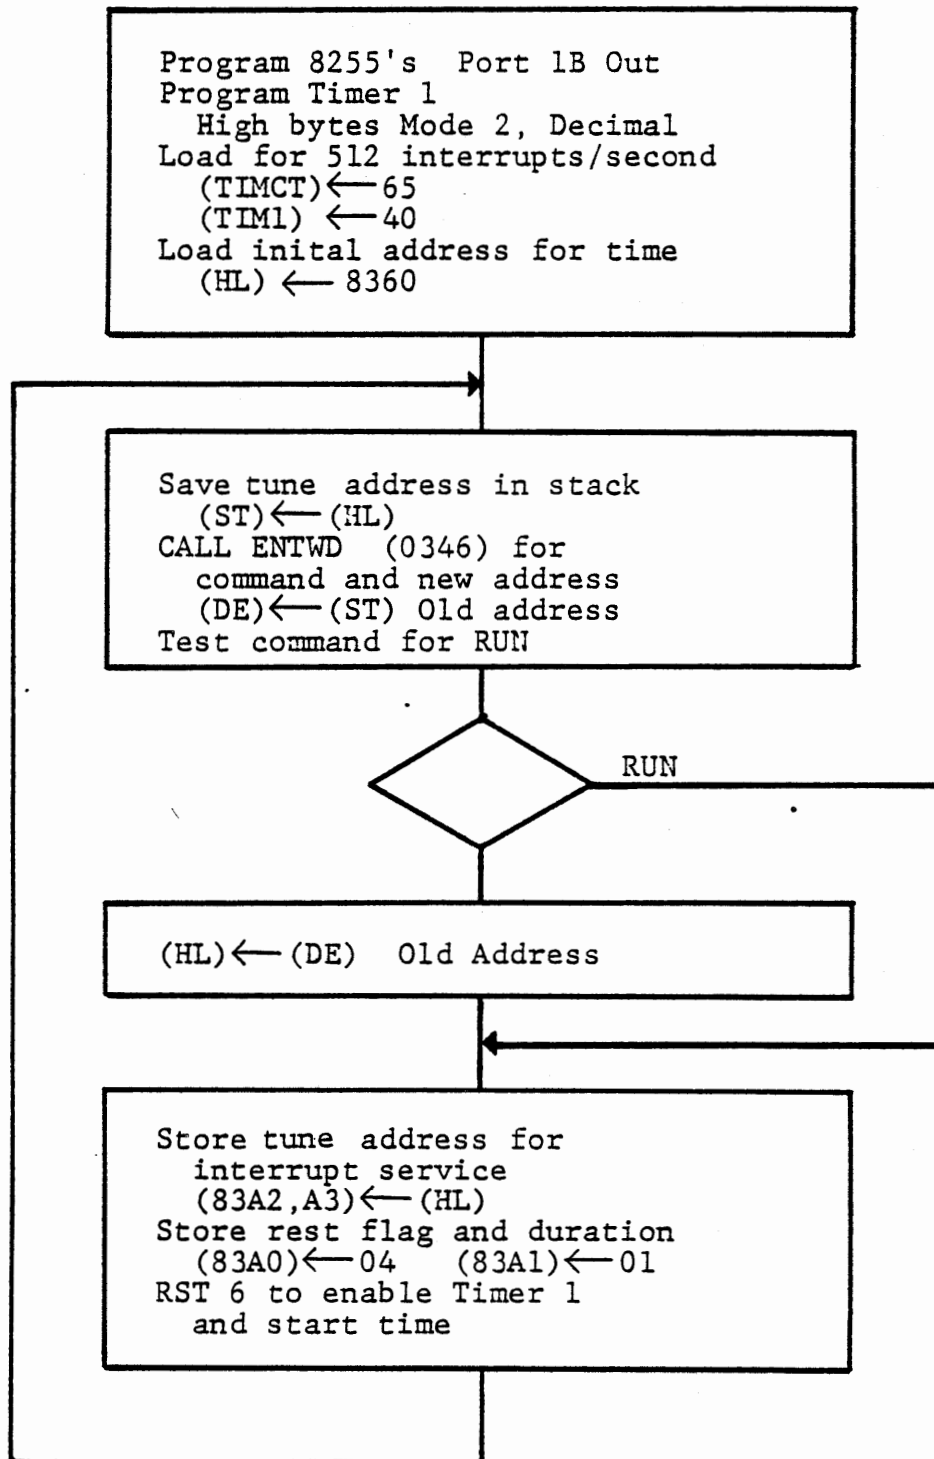 Program 8255's Port 1B Out
Program Timer 1
High bytes Mode 2, Decimal
Load for 512 interrupts/second
(TIMCT)←65
(TIM1) ←40
Load inital address for time
(HL) ← 8360
Save tune address in stack
(ST)←(HL)
CALL ENTWD (0346) for
command and new address
(DE)←(ST) Old address
Test command for RUN
RUN
(HL)←(DE) Old Address
Store tune address for
interrupt service
(83A2,A3)←(HL)
Store rest flag and duration
(83A0)←04 (83A1)←01
RST 6 to enable Timer 1
and start time